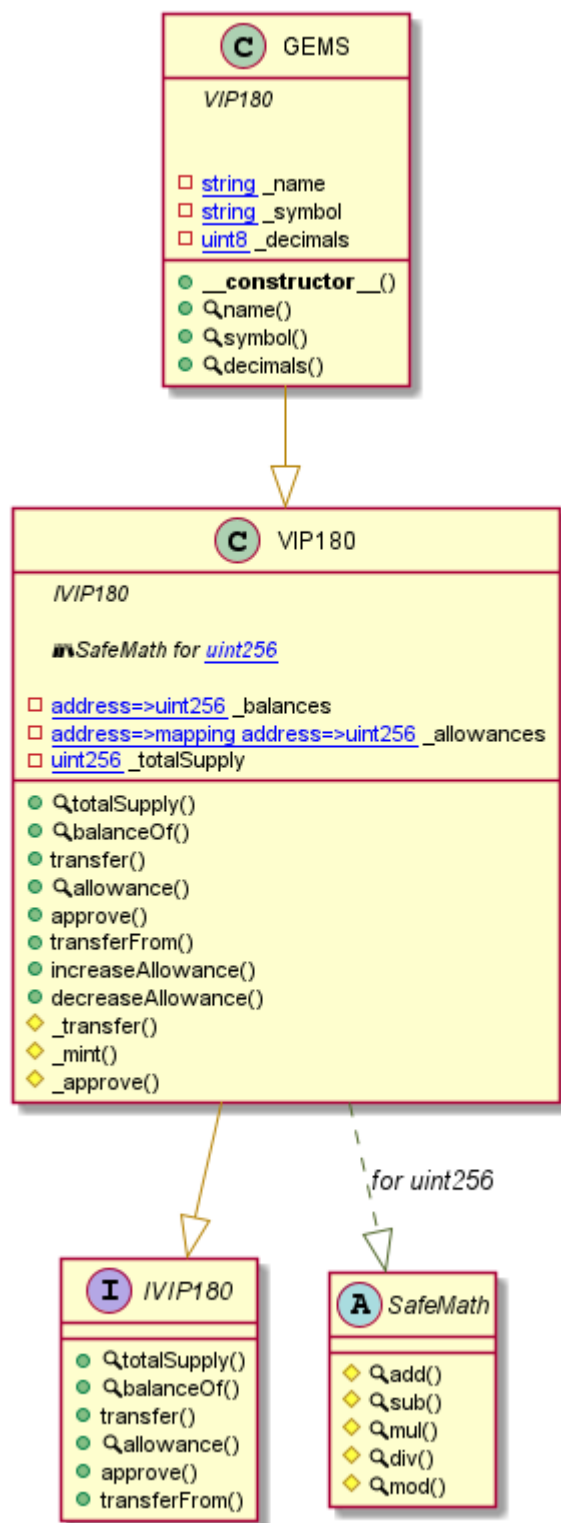 C GEMS
VIP180
string _name
string _symbol
uint8 _decimals
__constructor__()
name()
symbol()
decimals()
C VIP180
IVIP180
SafeMath for uint256
address=>uint256 _balances
address=>mapping address=>uint256 _allowances
uint256 _totalSupply
totalSupply()
balanceOf()
transfer()
allowance()
approve()
transferFrom()
increaseAllowance()
decreaseAllowance()
_transfer()
_mint()
_approve()
for uint256
I IVIP180
totalSupply()
balanceOf()
transfer()
allowance()
approve()
transferFrom()
A SafeMath
add()
sub()
mul()
div()
mod()